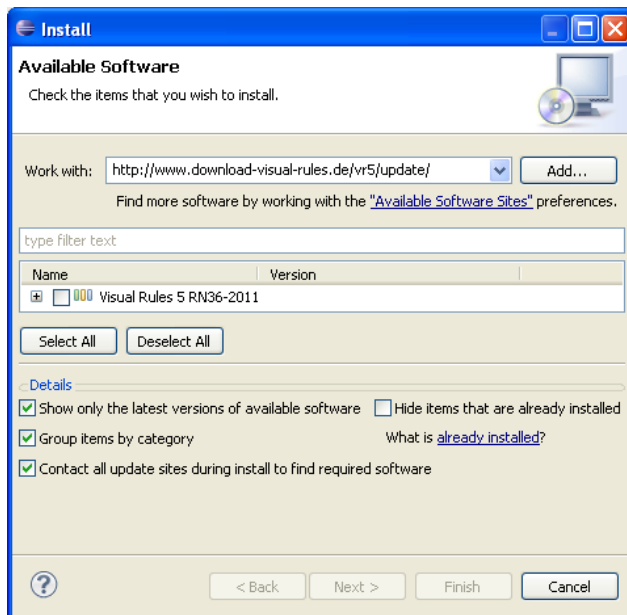 Install
Available Software
Check the items that you wish to install.
Work with: http://www.download-visual-rules.de/vr5/update/ Add...
Find more software by working with the "Available Software Sites" preferences.
type filter text
Name Version
Visual Rules 5 RN36-2011
Select All Deselect All
Details
Show only the latest versions of available software Hide items that are already installed
Group items by category What is already installed?
Contact all update sites during install to find required software
? < Back Next > Finish Cancel